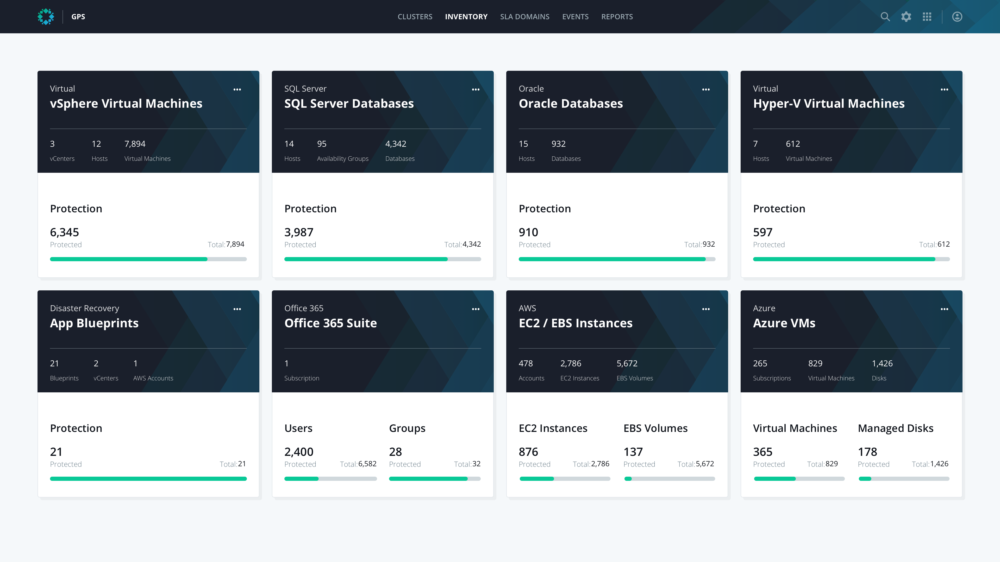 GPS
CLUSTERS INVENTORY SLA DOMAINS EVENTS REPORTS
Virtual
vSphere Virtual Machines
3 12 7,894
vCenters Hosts Virtual Machines
Protection
6,345
Protected Total: 7,894
SQL Server
SQL Server Databases
14 95 4,342
Hosts Availability Groups Databases
Protection
3,987
Protected Total: 4,342
Oracle
Oracle Databases
15 932
Hosts Databases
Protection
910
Protected Total: 932
Virtual
Hyper-V Virtual Machines
7 612
Hosts Virtual Machines
Protection
597
Protected Total: 612
Disaster Recovery
App Blueprints
21 2 1
Blueprints vCenters AWS Accounts
Protection
21
Protected Total: 21
Office 365
Office 365 Suite
1
Subscription
Users Groups
2,400 28
Protected Total: 6,582 Protected Total: 32
AWS
EC2 / EBS Instances
478 2,786 5,672
Accounts EC2 Instances EBS Volumes
EC2 Instances EBS Volumes
876 137
Protected Total: 2,786 Protected Total: 5,672
Azure
Azure VMs
265 829 1,426
Subscriptions Virtual Machines Disks
Virtual Machines Managed Disks
365 178
Protected Total: 829 Protected Total: 1,426